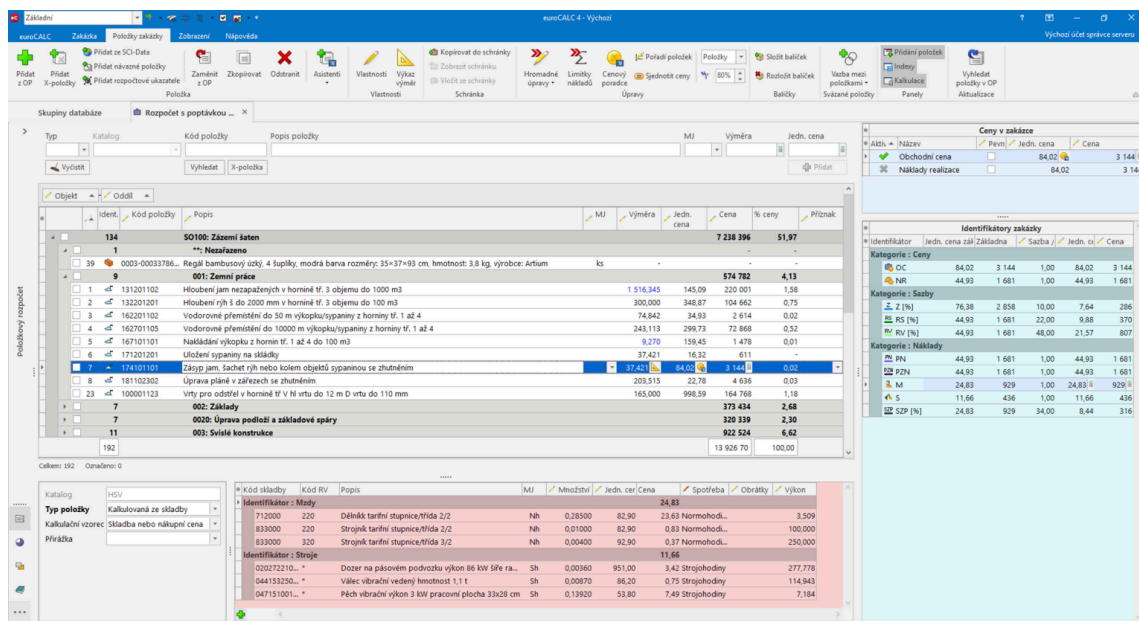 Základní
euroCALC 4 - Výchozí
euroCALC Zakázka Položky zakázky Zobrazení Nápověda
Výchozí účet správce serveru
Přidat z OP
Přidat X-položky
Přidat ze SCI-Data
Přidat návazné položky
Přidat rozpočtové ukazatele
Zaměnit z OP
Zkopírovat
Odstranit
Asistenti
Položka
Vlastnosti
Výkaz výměr
Vlastnosti
Kopírovat do schránky
Zobrazit schránku
Vložit ze schránky
Schránka
Hromadné úpravy
Limitky nákladů
Cenový poradce
Pořadí položek
Položky
Sjednotit ceny
80%
Úpravy
Složit balíček
Rozložit balíček
Balíčky
Vazba mezi položkami
Svázané položky
Přidání položek
Indexy
Kalkulace
Panely
Vyhledat položky v OP
Aktualizace
Skupiny databáze
Rozpočet s poptávkou ...
Položkový rozpočet
Typ Katalog Kód položky Popis položky MJ Výměra Jedn. cena
Vyčistit Vyhledat X-položka Přidat
Objekt Oddíl
Ident. Kód položky Popis MJ Výměra Jedn. cena Cena % ceny Příznak
134 SO100: Zázemí šaten 7 238 396 51,97
1 **: Nezařazeno - -
39 0003-00033786... Regál bambusový úzký, 4 šuplíky, modrá barva rozměry: 35×37×93 cm, hmotnost: 3,8 kg, výrobce: Artium ks - - -
9 001: Zemní práce 574 782 4,13
1 131201102 Hloubení jam nezapažených v hornině tř. 3 objemu do 1000 m3 1 516,345 145,09 220 001 1,58
2 132201201 Hloubení rýh š do 2000 mm v hornině tř. 3 objemu do 100 m3 300,000 348,87 104 662 0,75
3 162201102 Vodorovné přemístění do 50 m výkopku/sypaniny z horniny tř. 1 až 4 74,842 34,93 2 614 0,02
4 162701105 Vodorovné přemístění do 10000 m výkopku/sypaniny z horniny tř. 1 až 4 243,113 299,73 72 868 0,52
5 167101101 Nakládání výkopku z hornin tř. 1 až 4 do 100 m3 9,270 159,45 1 478 0,01
6 171201201 Uložení sypaniny na skládky 37,421 16,32 611 -
7 174101101 Zásyp jam, šachet rýh nebo kolem objektů sypaninou se zhutněním 37,421 84,02 3 144 0,02
8 181102302 Úprava pláně v zářezech se zhutněním 203,515 22,78 4 636 0,03
23 100001123 Vrty pro odstřel v hornině tř V hl vrtu do 12 m D vrtu do 110 mm 165,000 998,59 164 768 1,18
7 002: Základy 373 434 2,68
7 0020: Úprava podloží a základové spáry 320 339 2,30
11 003: Svislé konstrukce 922 524 6,62
192 13 926 70 100,00
Celkem: 192 Označeno: 0
Katalog HSV
Typ položky Kalkulovaná ze skladby
Kalkulační vzorec Skladba nebo nákupní cena
Přirážka
Kód skladby Kód RV Popis MJ Množství Jedn. cer Cena Spotřeba Obrátky Výkon
Identifikátor : Mzdy 24,83
712000 220 Dělník tarifní stupnice/třída 2/2 Nh 0,28500 82,90 23,63 Normohodi... 3,509
833000 220 Strojník tarifní stupnice/třída 2/2 Nh 0,01000 82,90 0,83 Normohodi... 100,000
833000 320 Strojník tarifní stupnice/třída 3/2 Nh 0,00400 92,90 0,37 Normohodi... 250,000
Identifikátor : Stroje 11,66
020272210... * Dozer na pásovém podvozku výkon 86 kW šíře ra... Sh 0,00360 951,00 3,42 Strojohodiny 277,778
044153250... * Válec vibrační vedený hmotnost 1,1 t Sh 0,00870 86,20 0,75 Strojohodiny 114,943
047151001... * Pěch vibrační výkon 3 kW pracovní plocha 33x28 cm Sh 0,13920 53,80 7,49 Strojohodiny 7,184
Ceny v zakázce
Aktiv Název Pevn Jedn. cena Cena
Obchodní cena 84,02 3 144
Náklady realizace 84,02 3 144
Identifikátory zakázky
Identifikátor Jedn. cena zák Základna Sazba / Jedn. ce Cena
Kategorie : Ceny
OC 84,02 3 144 1,00 84,02 3 144
NR 44,93 1 681 1,00 44,93 1 681
Kategorie : Sazby
Z [%] 76,38 2 858 10,00 7,64 286
RS RS [%] 44,93 1 681 22,00 9,88 370
RV RV [%] 44,93 1 681 48,00 21,57 807
Kategorie : Náklady
PN PN 44,93 1 681 1,00 44,93 1 681
PZN PZN 44,93 1 681 1,00 44,93 1 681
M 24,83 929 1,00 24,83 929
S 11,66 436 1,00 11,66 436
SZP SZP [%] 24,83 929 34,00 8,44 316